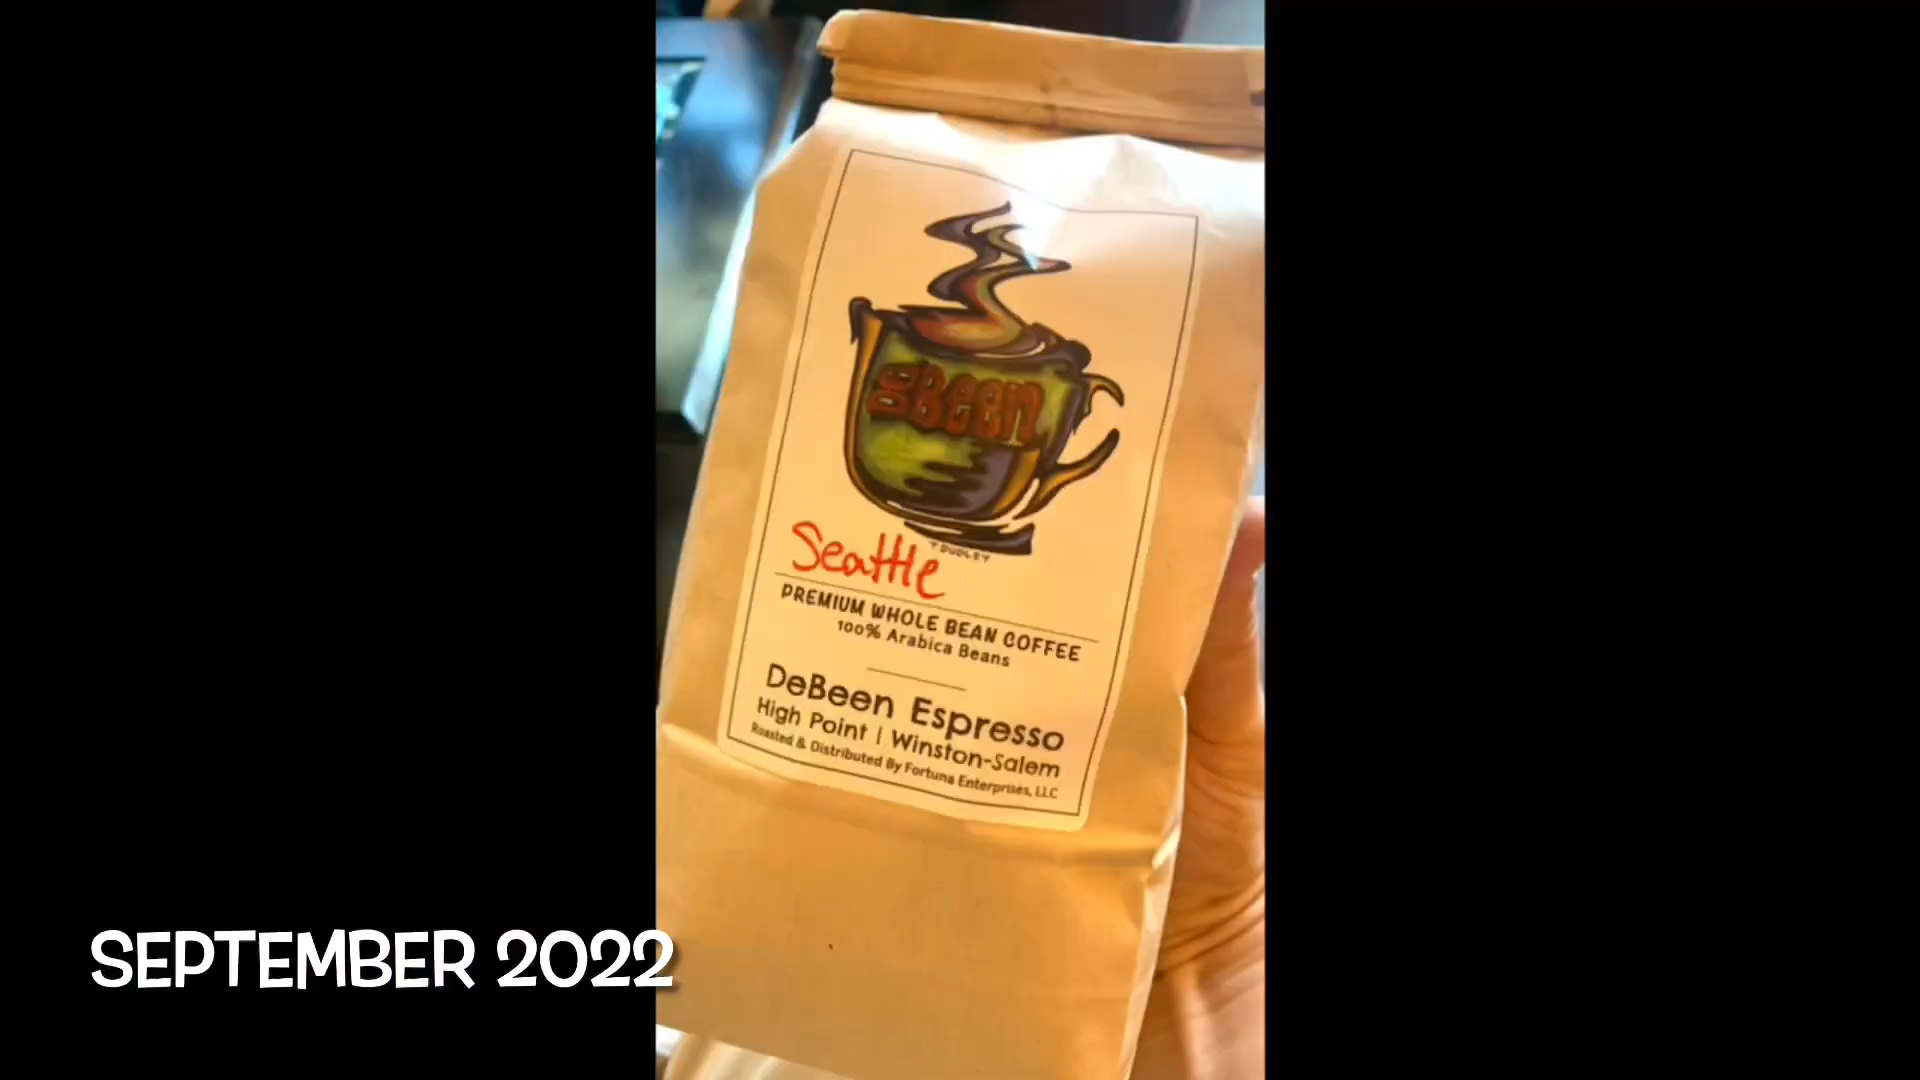 DeBeen
T. DUDLEY
Seattle
PREMIUM WHOLE BEAN COFFEE
100% Arabica Beans
DeBeen Espresso
High Point | Winston-Salem
Roasted & Distributed By Fortuna Enterprises, LLC
SEPTEMBER 2022